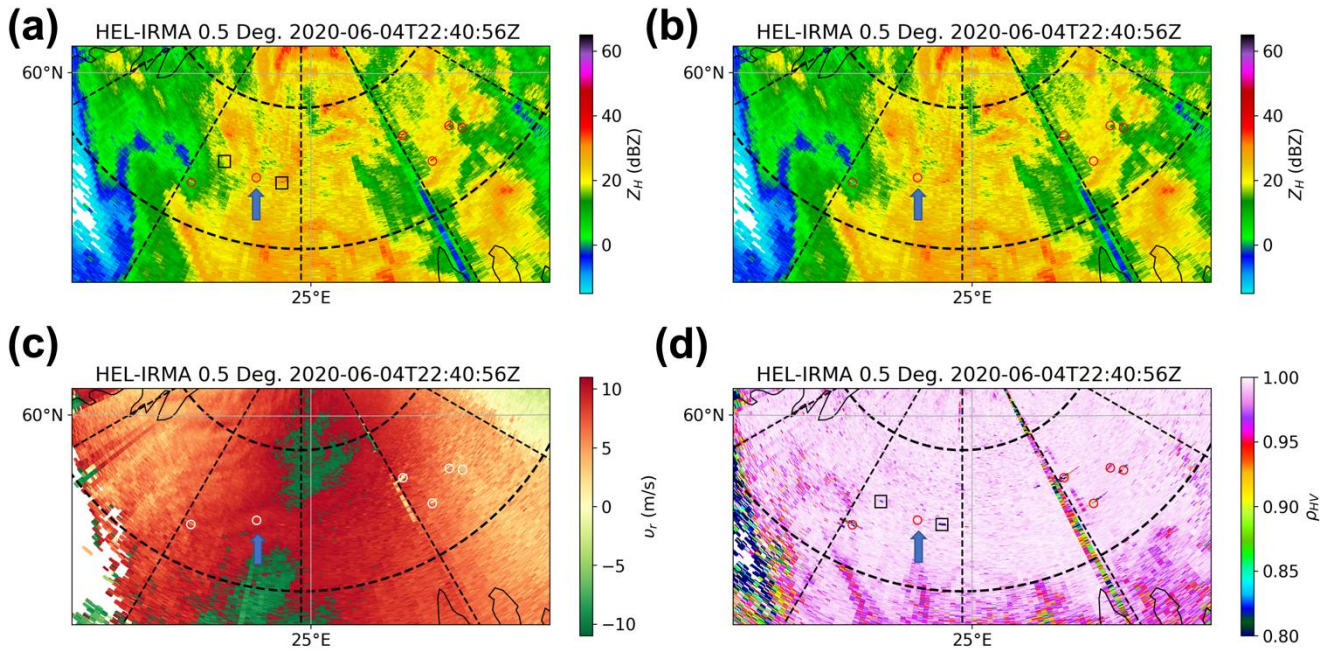 (a)
HEL-IRMA 0.5 Deg. 2020-06-04T22:40:56Z
60°N
25°E
60
40
20
0
Z_H (dBZ)
(b)
HEL-IRMA 0.5 Deg. 2020-06-04T22:40:56Z
60°N
25°E
60
40
20
0
Z_H (dBZ)
(c)
HEL-IRMA 0.5 Deg. 2020-06-04T22:40:56Z
60°N
25°E
10
5
0
−5
−10
υ_r (m/s)
(d)
HEL-IRMA 0.5 Deg. 2020-06-04T22:40:56Z
60°N
25°E
1.00
0.95
0.90
0.85
0.80
ρ_HV